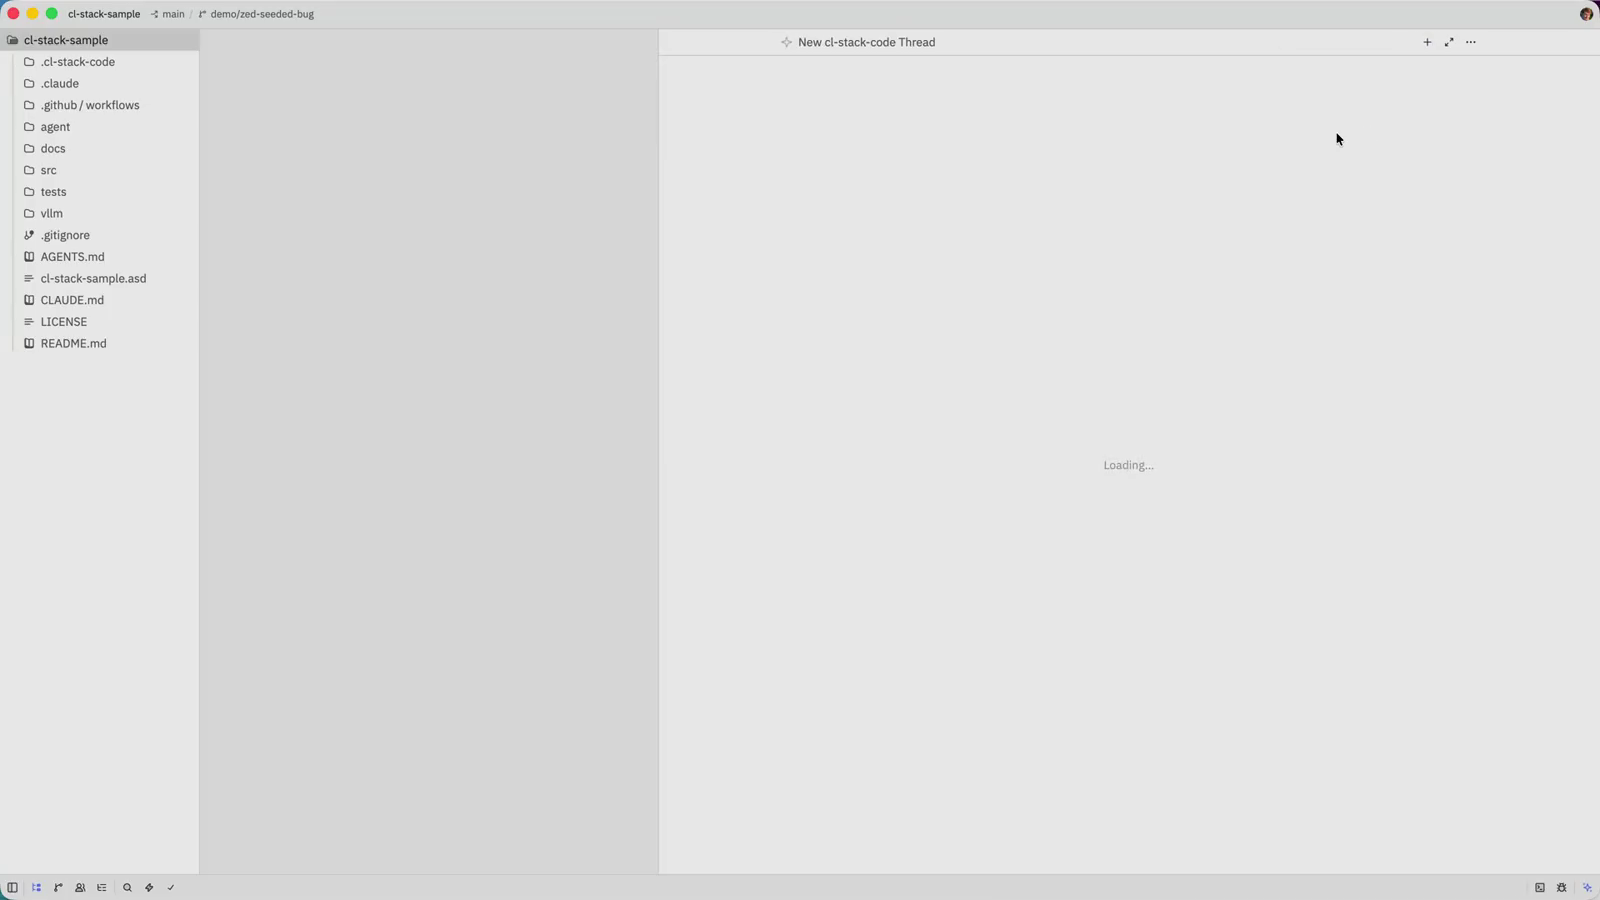 cl-stack-sample main / demo/zed-seeded-bug
cl-stack-sample
.cl-stack-code
.claude
.github / workflows
agent
docs
src
tests
vllm
.gitignore
AGENTS.md
cl-stack-sample.asd
CLAUDE.md
LICENSE
README.md
New cl-stack-code Thread
Loading...